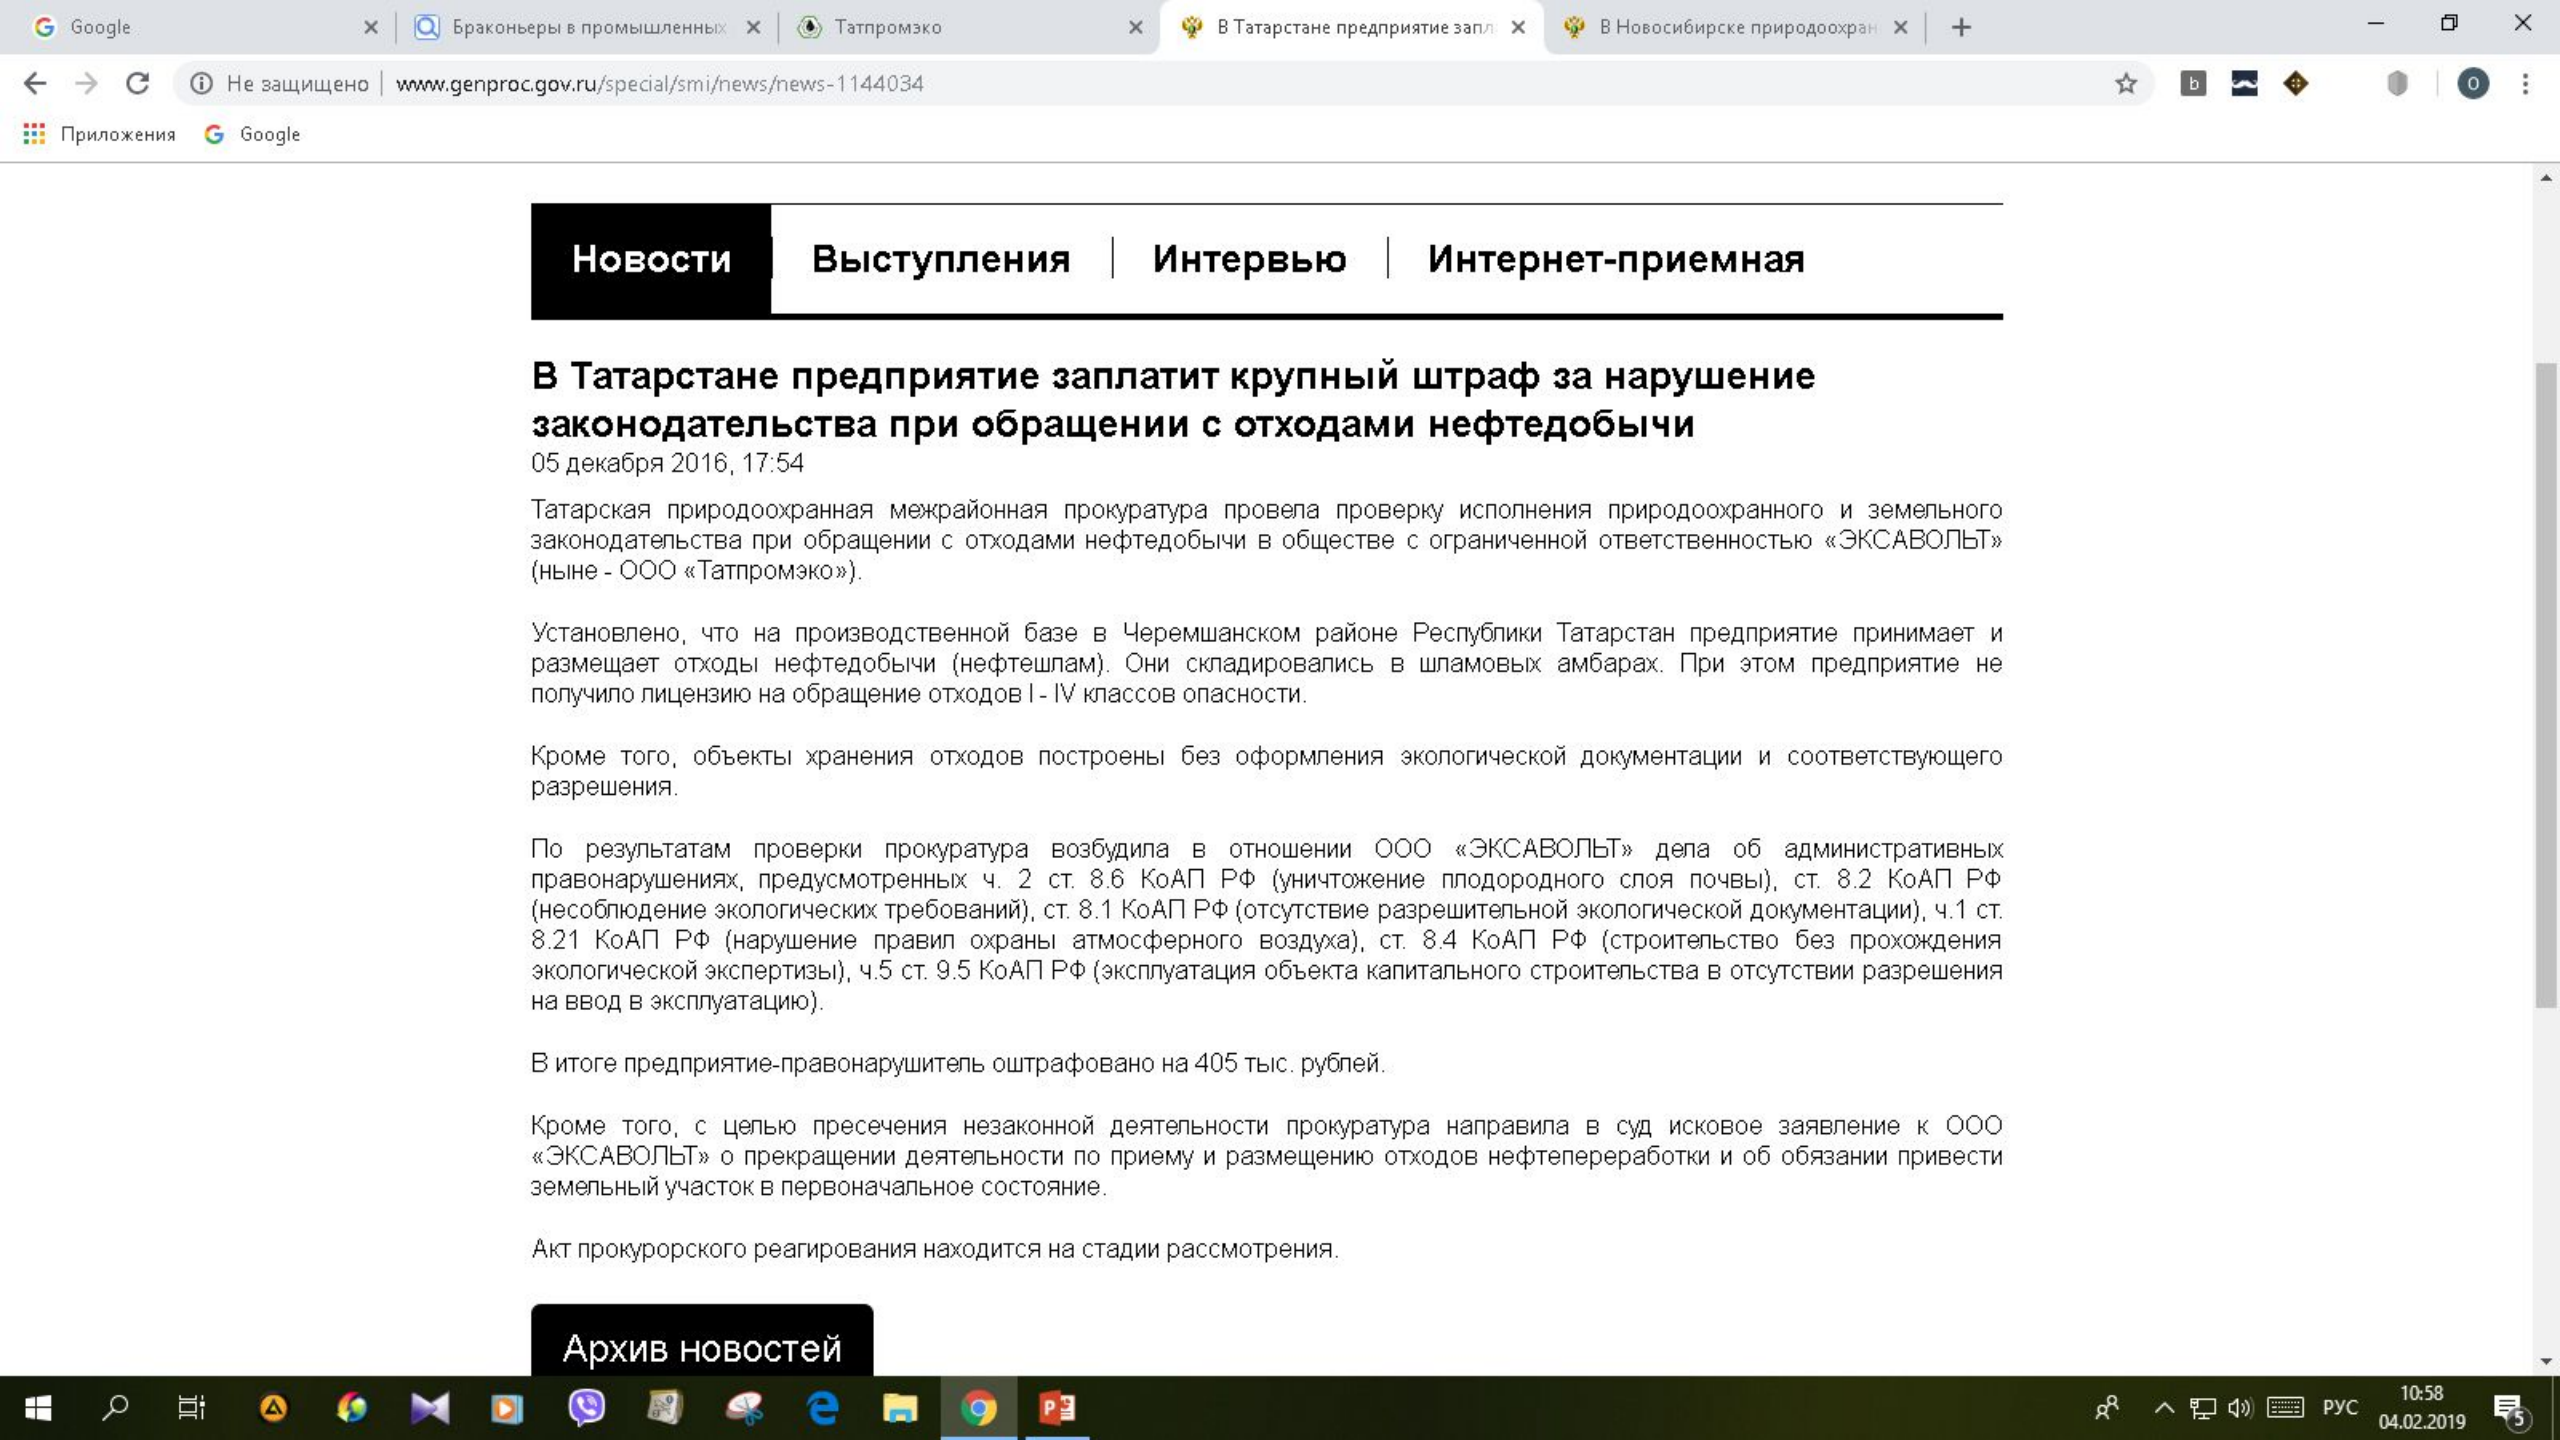 Google
Браконьеры в промышленных
Татпромэко
В Татарстане предприятие запл
В Новосибирске природоохран
Не защищено
www.genproc.gov.ru/special/smi/news/news-1144034
b
O
Приложения
Google
Новости
Выступления
Интервью
Интернет-приемная
В Татарстане предприятие заплатит крупный штраф за нарушение
законодательства при обращении с отходами нефтедобычи
05 декабря 2016, 17:54
Татарская природоохранная межрайонная прокуратура провела проверку исполнения природоохранного и земельного
законодательства при обращении с отходами нефтедобычи в обществе с ограниченной ответственностью «ЭКСАВОЛЬТ»
(ныне - ООО «Татпромэко»).
Установлено, что на производственной базе в Черемшанском районе Республики Татарстан предприятие принимает и
размещает отходы нефтедобычи (нефтешлам). Они складировались в шламовых амбарах. При этом предприятие не
получило лицензию на обращение отходов I - IV классов опасности.
Кроме того, объекты хранения отходов построены без оформления экологической документации и соответствующего
разрешения.
По результатам проверки прокуратура возбудила в отношении ООО «ЭКСАВОЛЬТ» дела об административных
правонарушениях, предусмотренных ч. 2 ст. 8.6 КоАП РФ (уничтожение плодородного слоя почвы), ст. 8.2 КоАП РФ
(несоблюдение экологических требований), ст. 8.1 КоАП РФ (отсутствие разрешительной экологической документации), ч.1 ст.
8.21 КоАП РФ (нарушение правил охраны атмосферного воздуха), ст. 8.4 КоАП РФ (строительство без прохождения
экологической экспертизы), ч.5 ст. 9.5 КоАП РФ (эксплуатация объекта капитального строительства в отсутствии разрешения
на ввод в эксплуатацию).
В итоге предприятие-правонарушитель оштрафовано на 405 тыс. рублей.
Кроме того, с целью пресечения незаконной деятельности прокуратура направила в суд исковое заявление к ООО
«ЭКСАВОЛЬТ» о прекращении деятельности по приему и размещению отходов нефтепереработки и об обязании привести
земельный участок в первоначальное состояние.
Акт прокурорского реагирования находится на стадии рассмотрения.
Архив новостей
РУС
10:58
04.02.2019
5